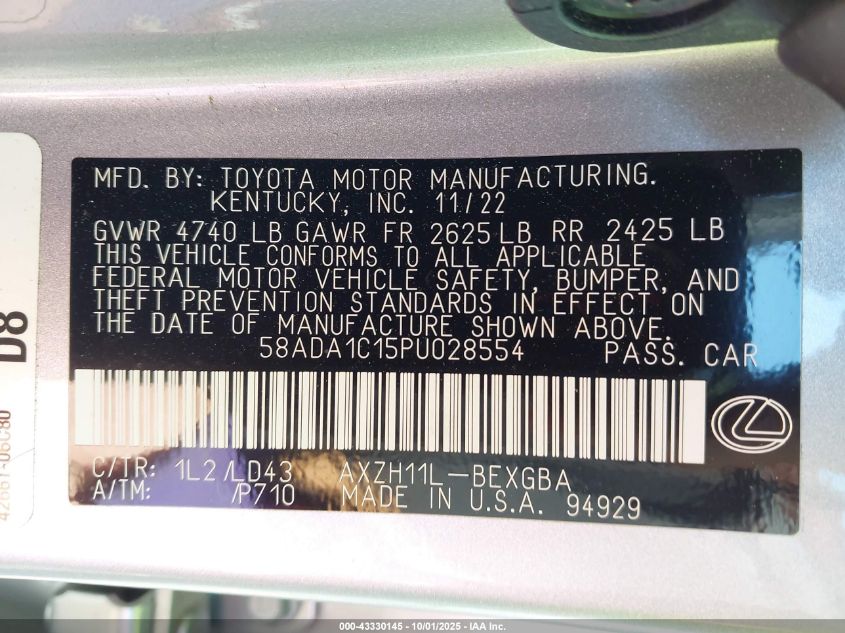 MFD. BY: TOYOTA MOTOR MANUFACTURING.
KENTUCKY, INC. 11/22
GVWR 4740 LB GAWR FR 2625 LB RR 2425 LB
THIS VEHICLE CONFORMS TO ALL APPLICABLE
FEDERAL MOTOR VEHICLE SAFETY, BUMPER, AND
THEFT PREVENTION STANDARDS IN EFFECT ON
THE DATE OF MANUFACTURE SHOWN ABOVE.
58ADA1C15PU028554 PASS. CAR
C/TR: 1L2 /LD43 AXZH11L-BEXGBA
A/TM: /P710 MADE IN U.S.A. 94929
D8
000-43330145 - 10/01/2025 - IAA Inc.